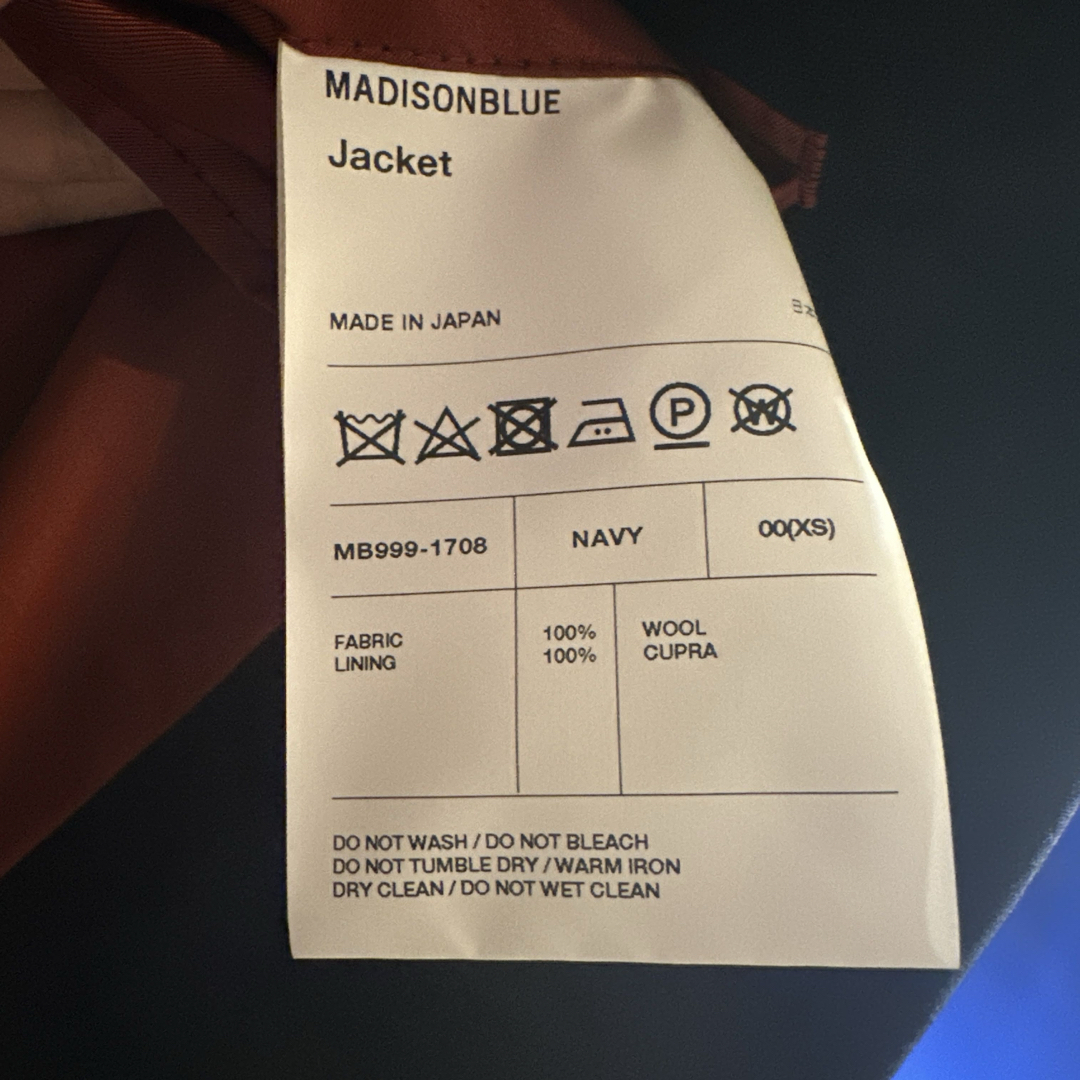 MADISONBLUE
Jacket
MADE IN JAPAN
P W
MB999-1708 NAVY 00(XS)
FABRIC 100% WOOL
LINING 100% CUPRA
DO NOT WASH / DO NOT BLEACH
DO NOT TUMBLE DRY / WARM IRON
DRY CLEAN / DO NOT WET CLEAN